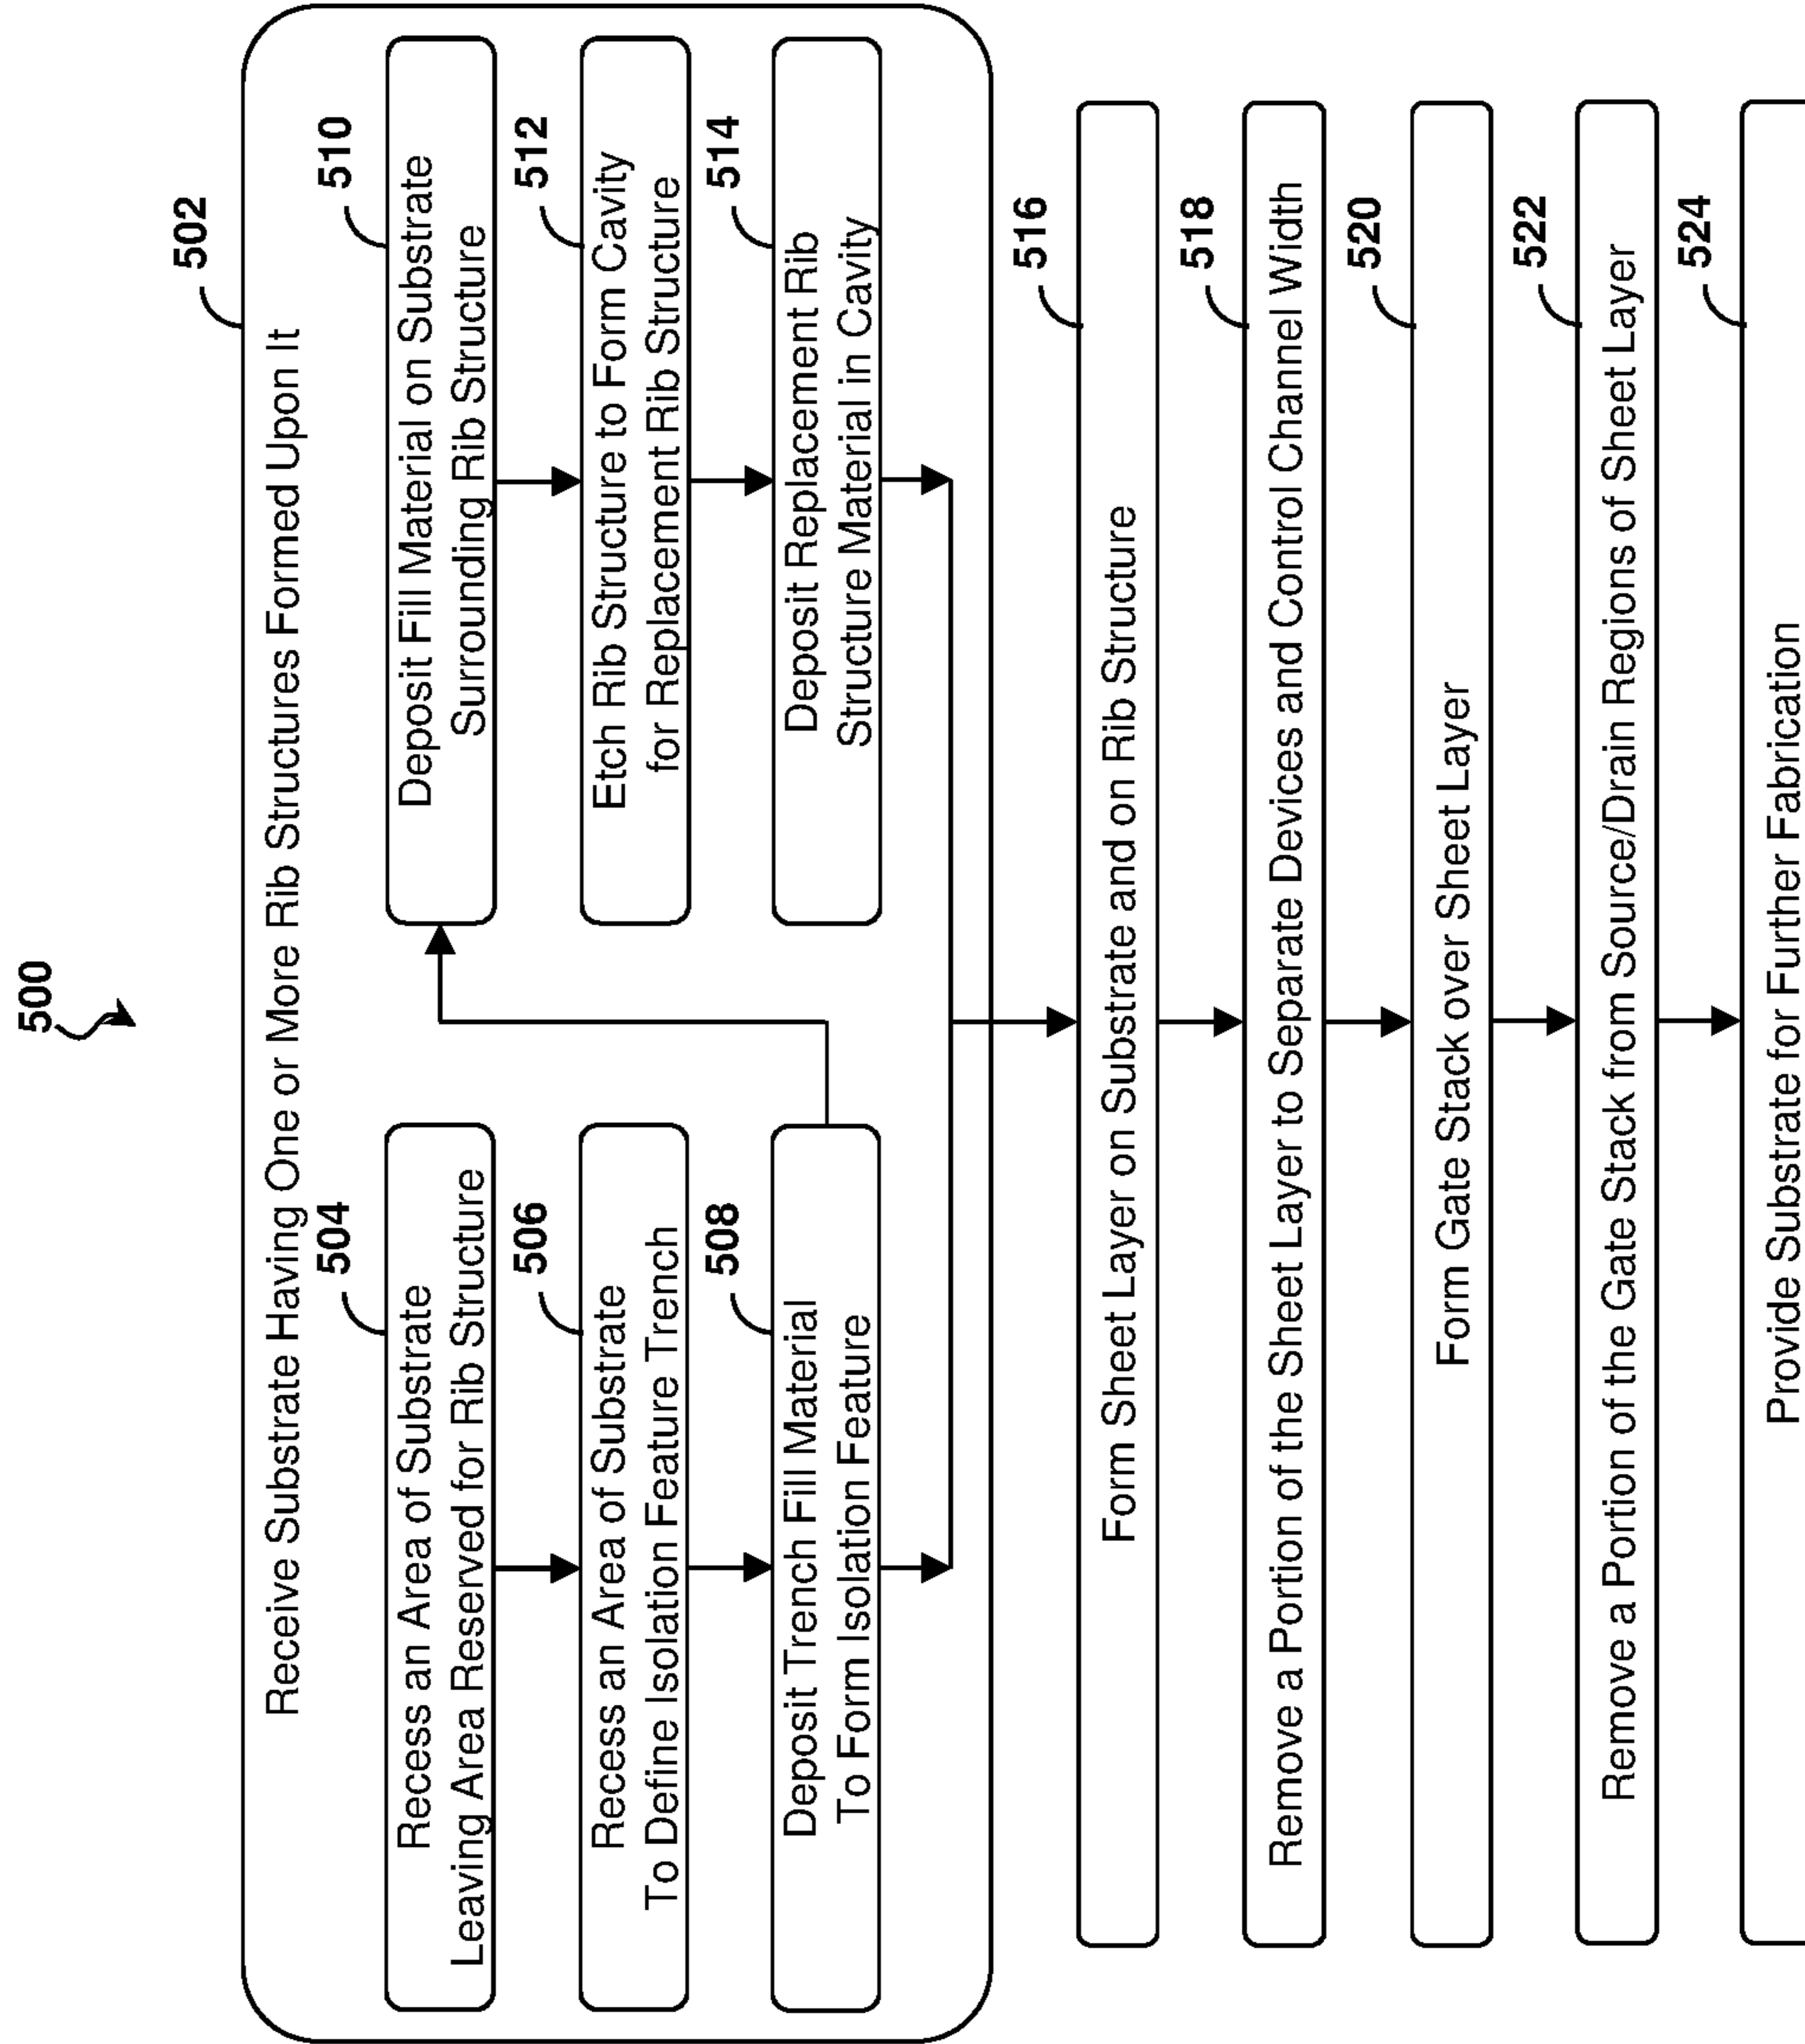 500
502
Receive Substrate Having One or More Rib Structures Formed Upon It
504
Recess an Area of Substrate
Leaving Area Reserved for Rib Structure
506
Recess an Area of Substrate
To Define Isolation Feature Trench
508
Deposit Trench Fill Material
To Form Isolation Feature
510
Deposit Fill Material on Substrate
Surrounding Rib Structure
512
Etch Rib Structure to Form Cavity
for Replacement Rib Structure
514
Deposit Replacement Rib
Structure Material in Cavity
516
Form Sheet Layer on Substrate and on Rib Structure
518
Remove a Portion of the Sheet Layer to Separate Devices and Control Channel Width
520
Form Gate Stack over Sheet Layer
522
Remove a Portion of the Gate Stack from Source/Drain Regions of Sheet Layer
524
Provide Substrate for Further Fabrication